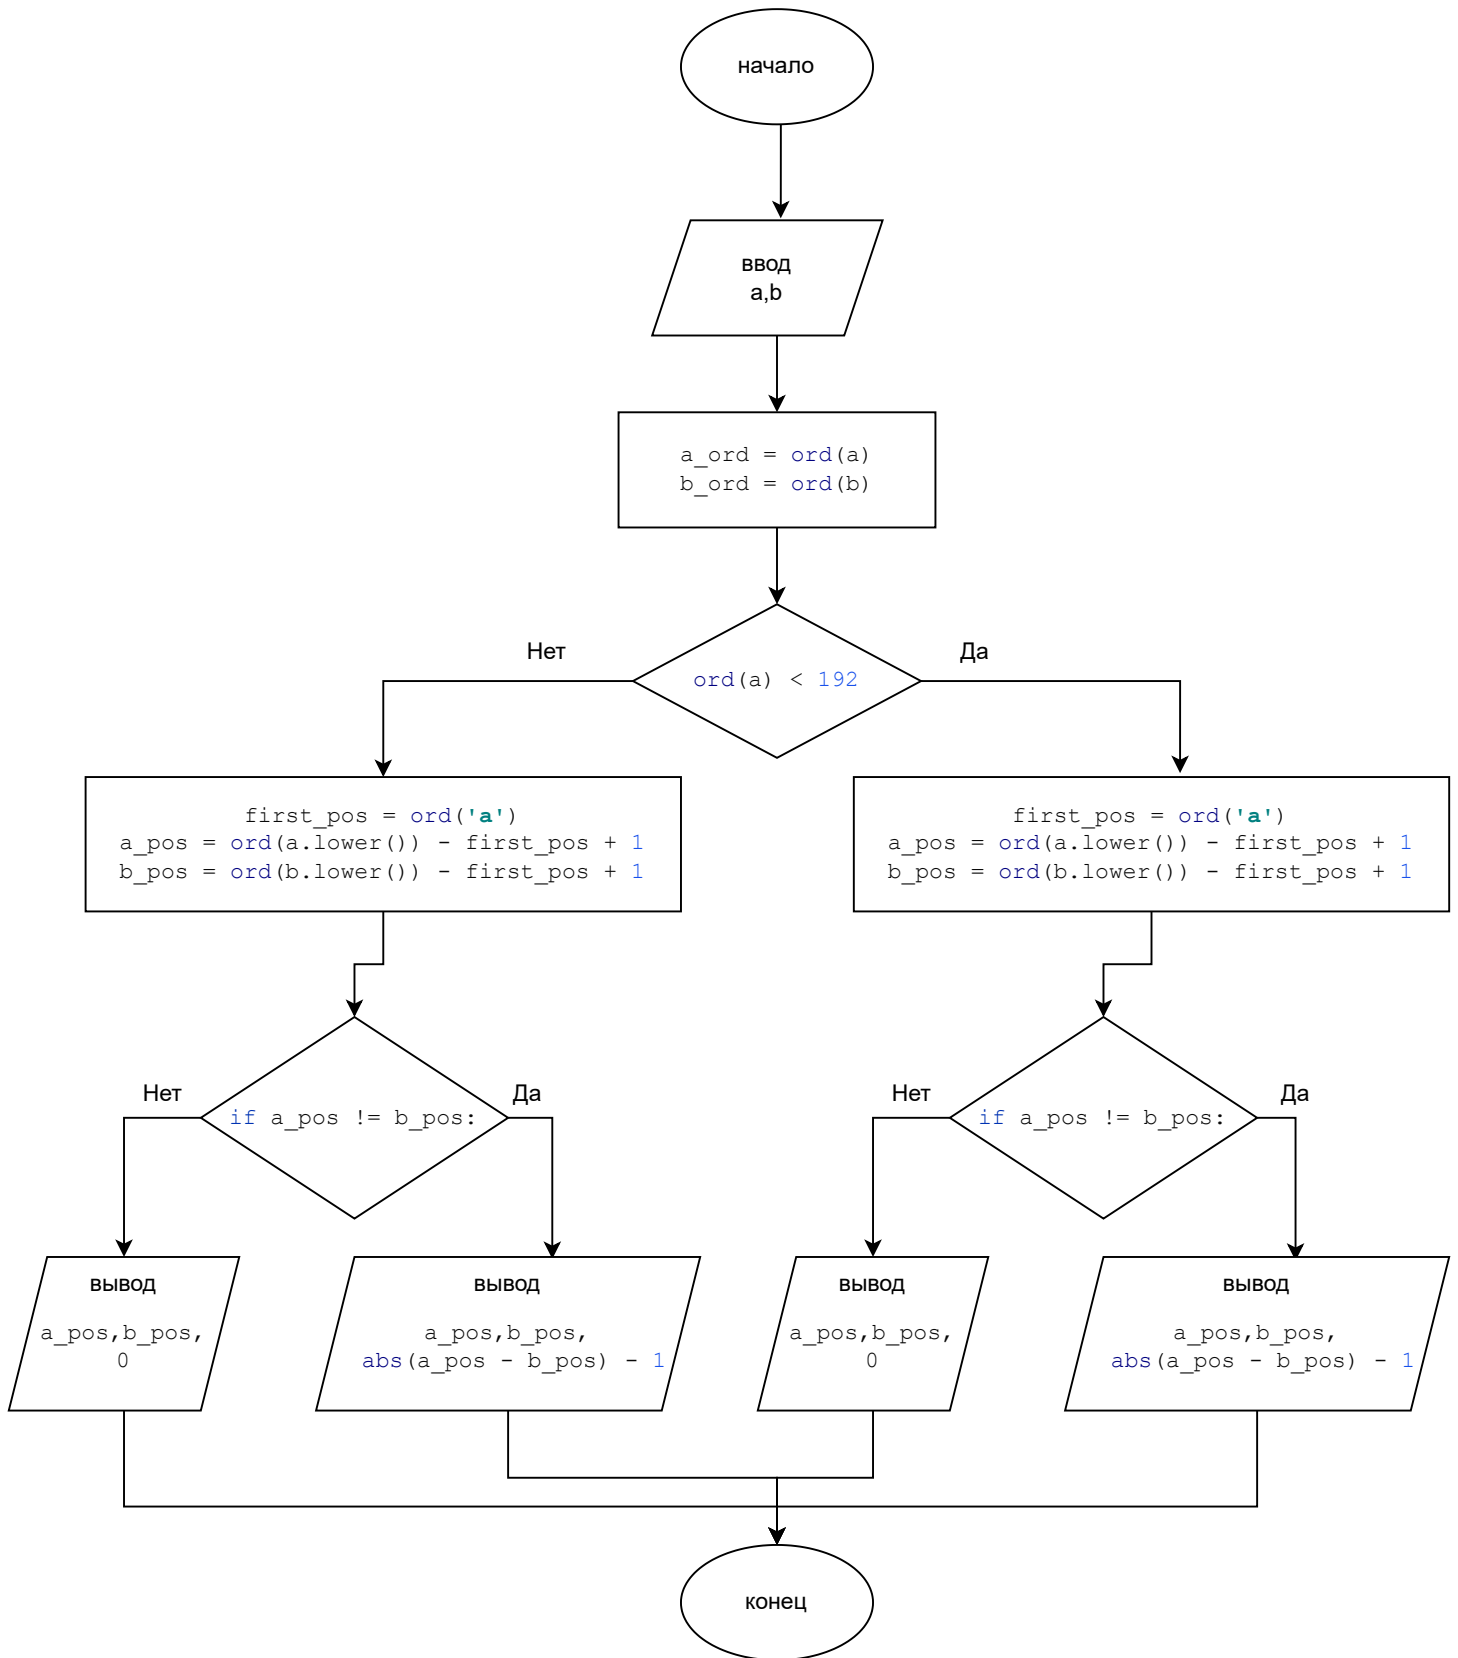 начало
ввод
a,b
a_ord = ord(a)
b_ord = ord(b)
Нет
Да
ord(a) < 192
first_pos = ord('a')
a_pos = ord(a.lower()) - first_pos + 1
b_pos = ord(b.lower()) - first_pos + 1
first_pos = ord('a')
a_pos = ord(a.lower()) - first_pos + 1
b_pos = ord(b.lower()) - first_pos + 1
Нет
Да
if a_pos != b_pos:
Нет
Да
if a_pos != b_pos:
вывод
a_pos,b_pos,
0
вывод
a_pos,b_pos,
abs(a_pos - b_pos) - 1
вывод
a_pos,b_pos,
0
вывод
a_pos,b_pos,
abs(a_pos - b_pos) - 1
конец